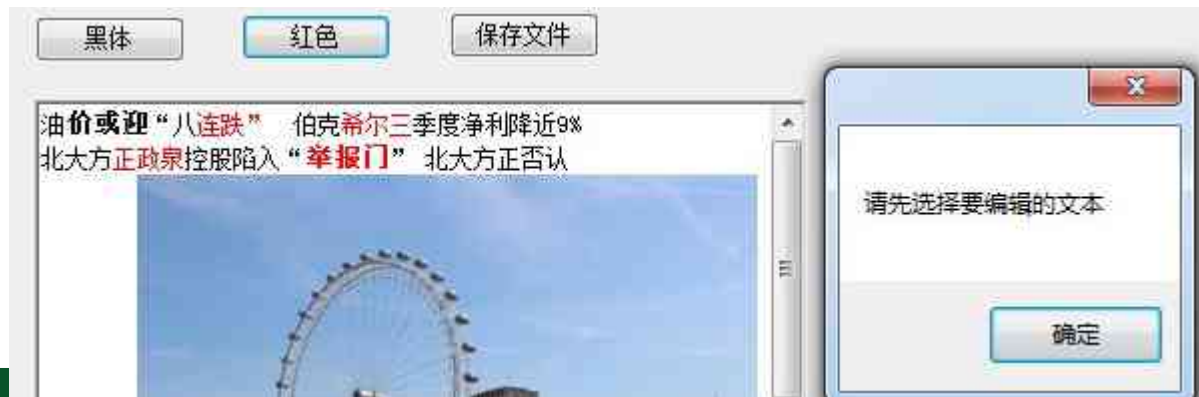 黑体 红色 保存文件
油价或迎“八连跌” 伯克希尔三季度净利降近9%
北大方正政泉控股陷入“举报门” 北大方正否认
请先选择要编辑的文本
确定